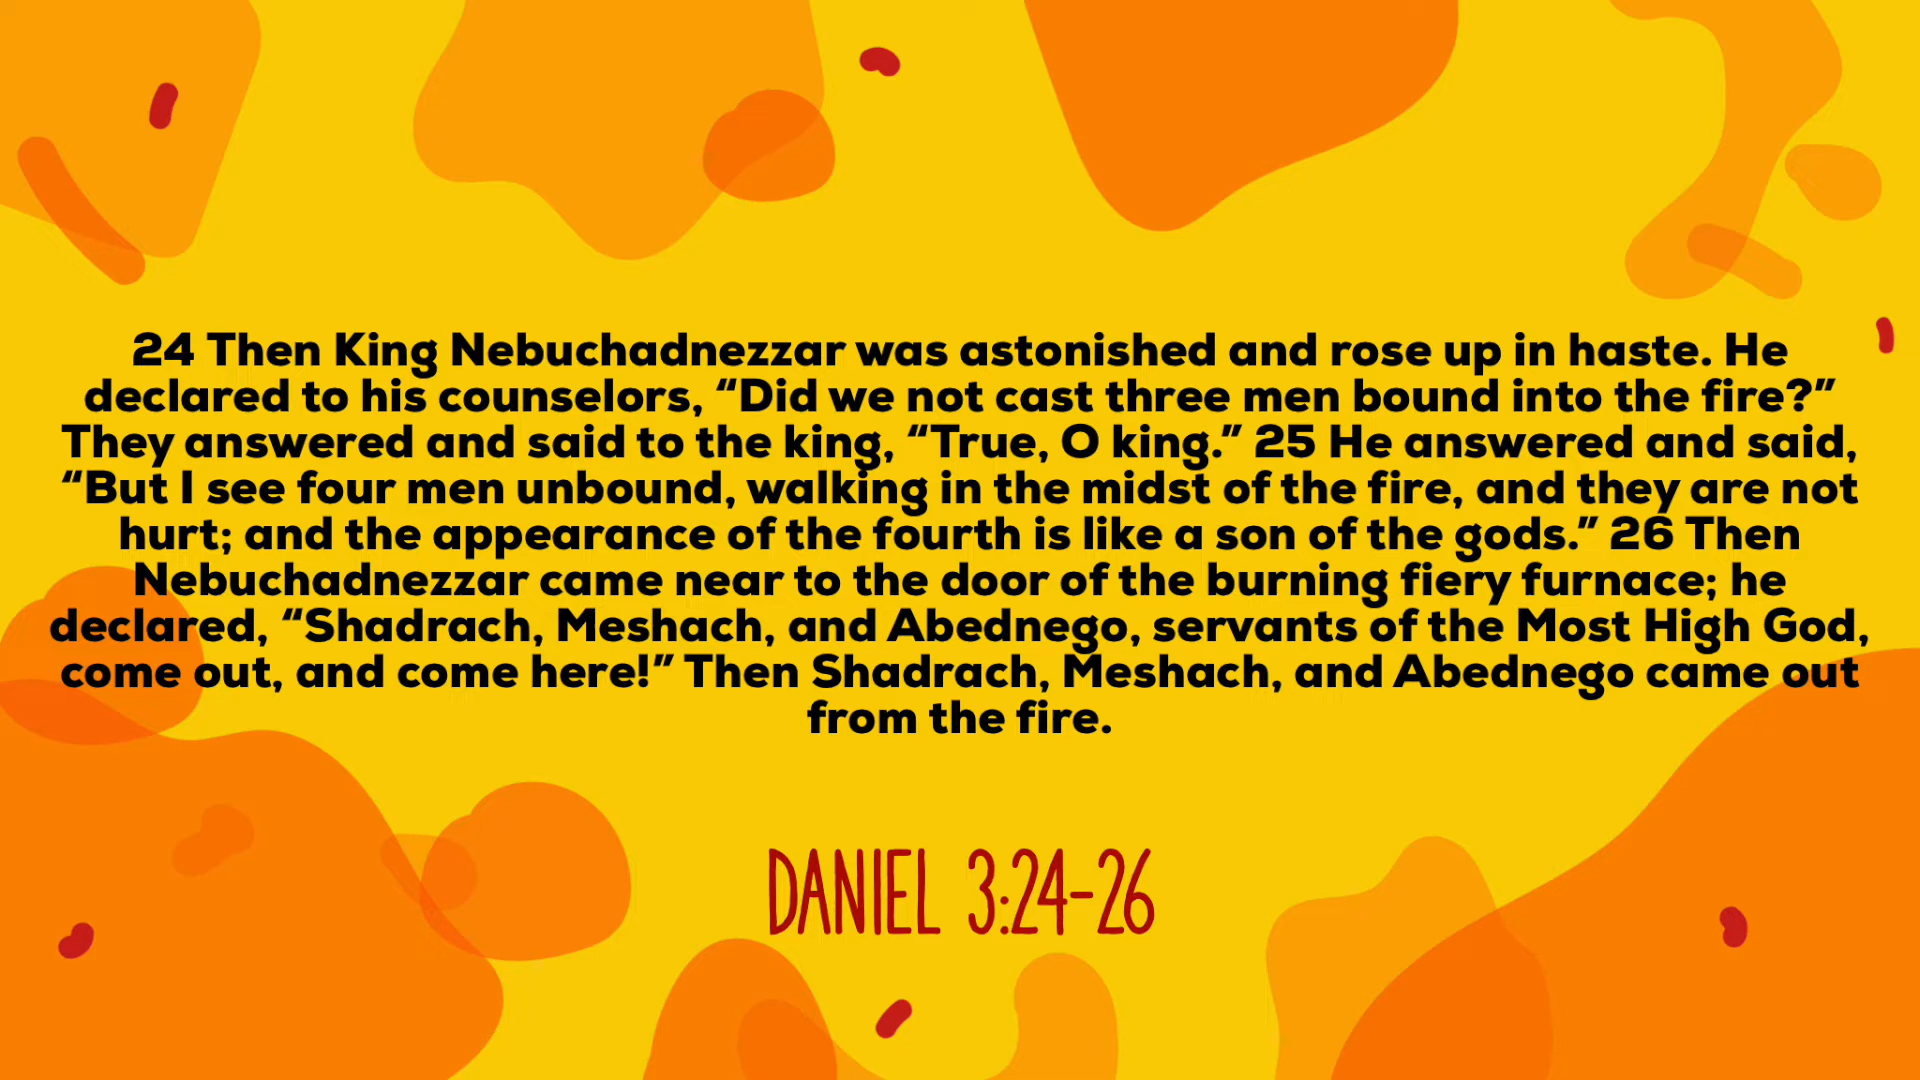 24 Then King Nebuchadnezzar was astonished and rose up in haste. He
declared to his counselors, “Did we not cast three men bound into the fire?”
They answered and said to the king, “True, O king.” 25 He answered and said,
“But I see four men unbound, walking in the midst of the fire, and they are not
hurt; and the appearance of the fourth is like a son of the gods.” 26 Then
Nebuchadnezzar came near to the door of the burning fiery furnace; he
declared, “Shadrach, Meshach, and Abednego, servants of the Most High God,
come out, and come here!” Then Shadrach, Meshach, and Abednego came out
from the fire.
DANIEL 3:24-26